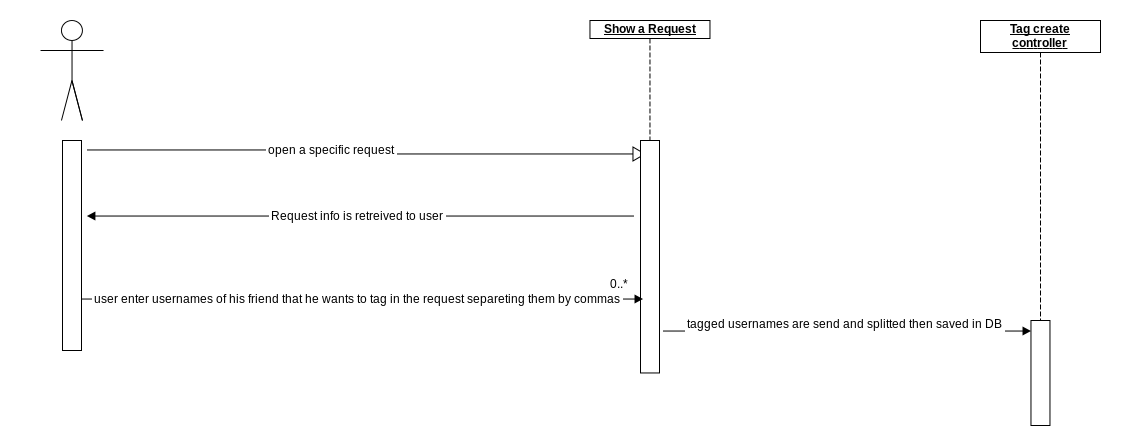 Show a Request
Tag create
controller
open a specific request
Request info is retreived to user
0..*
user enter usernames of his friend that he wants to tag in the request separeting them by commas
tagged usernames are send and splitted then saved in DB